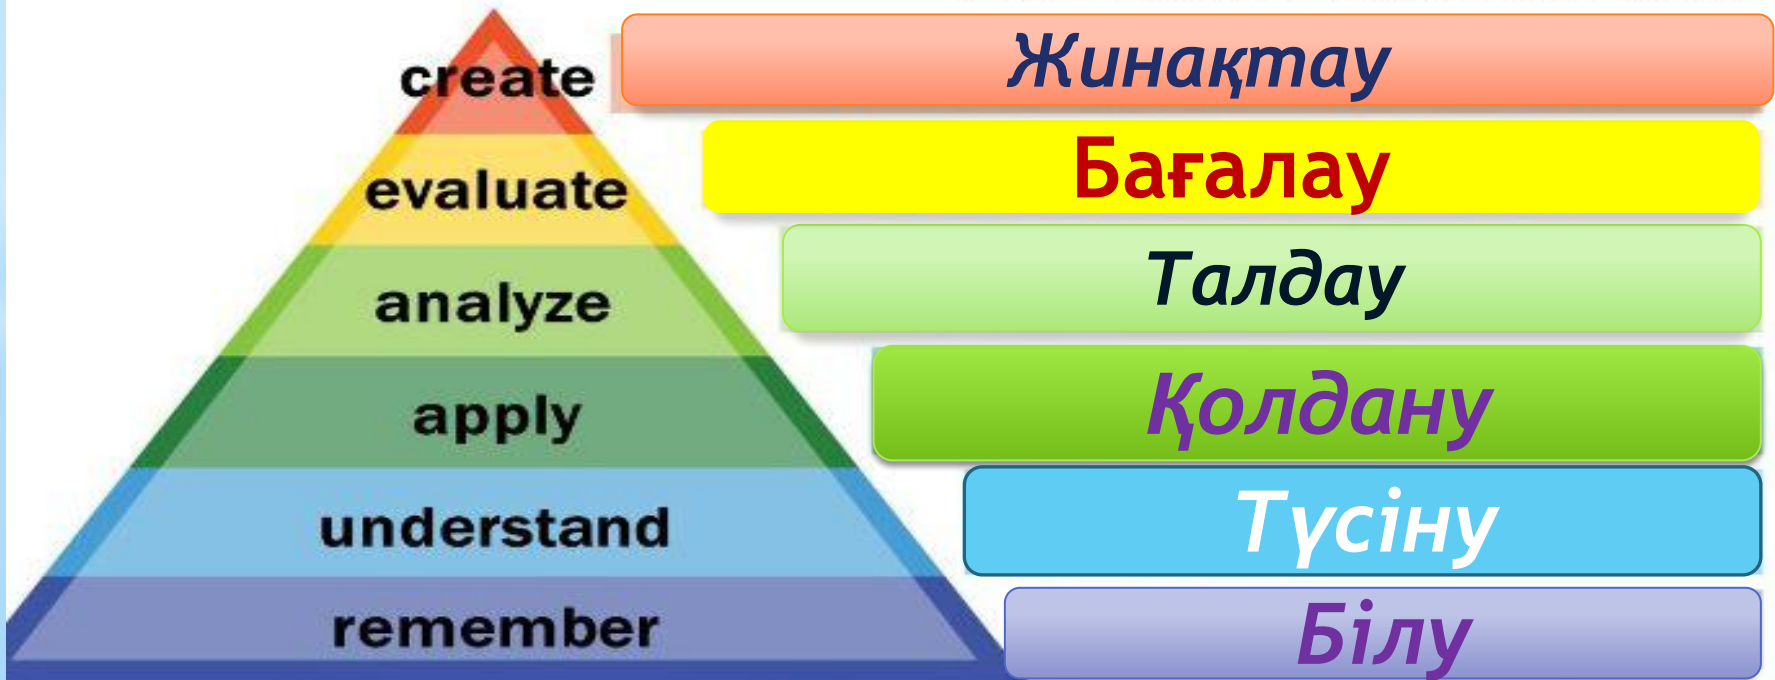 create
Жинақтау
evaluate
Бағалау
analyze
Талдау
apply
Қолдану
understand
Түсіну
remember
Білу